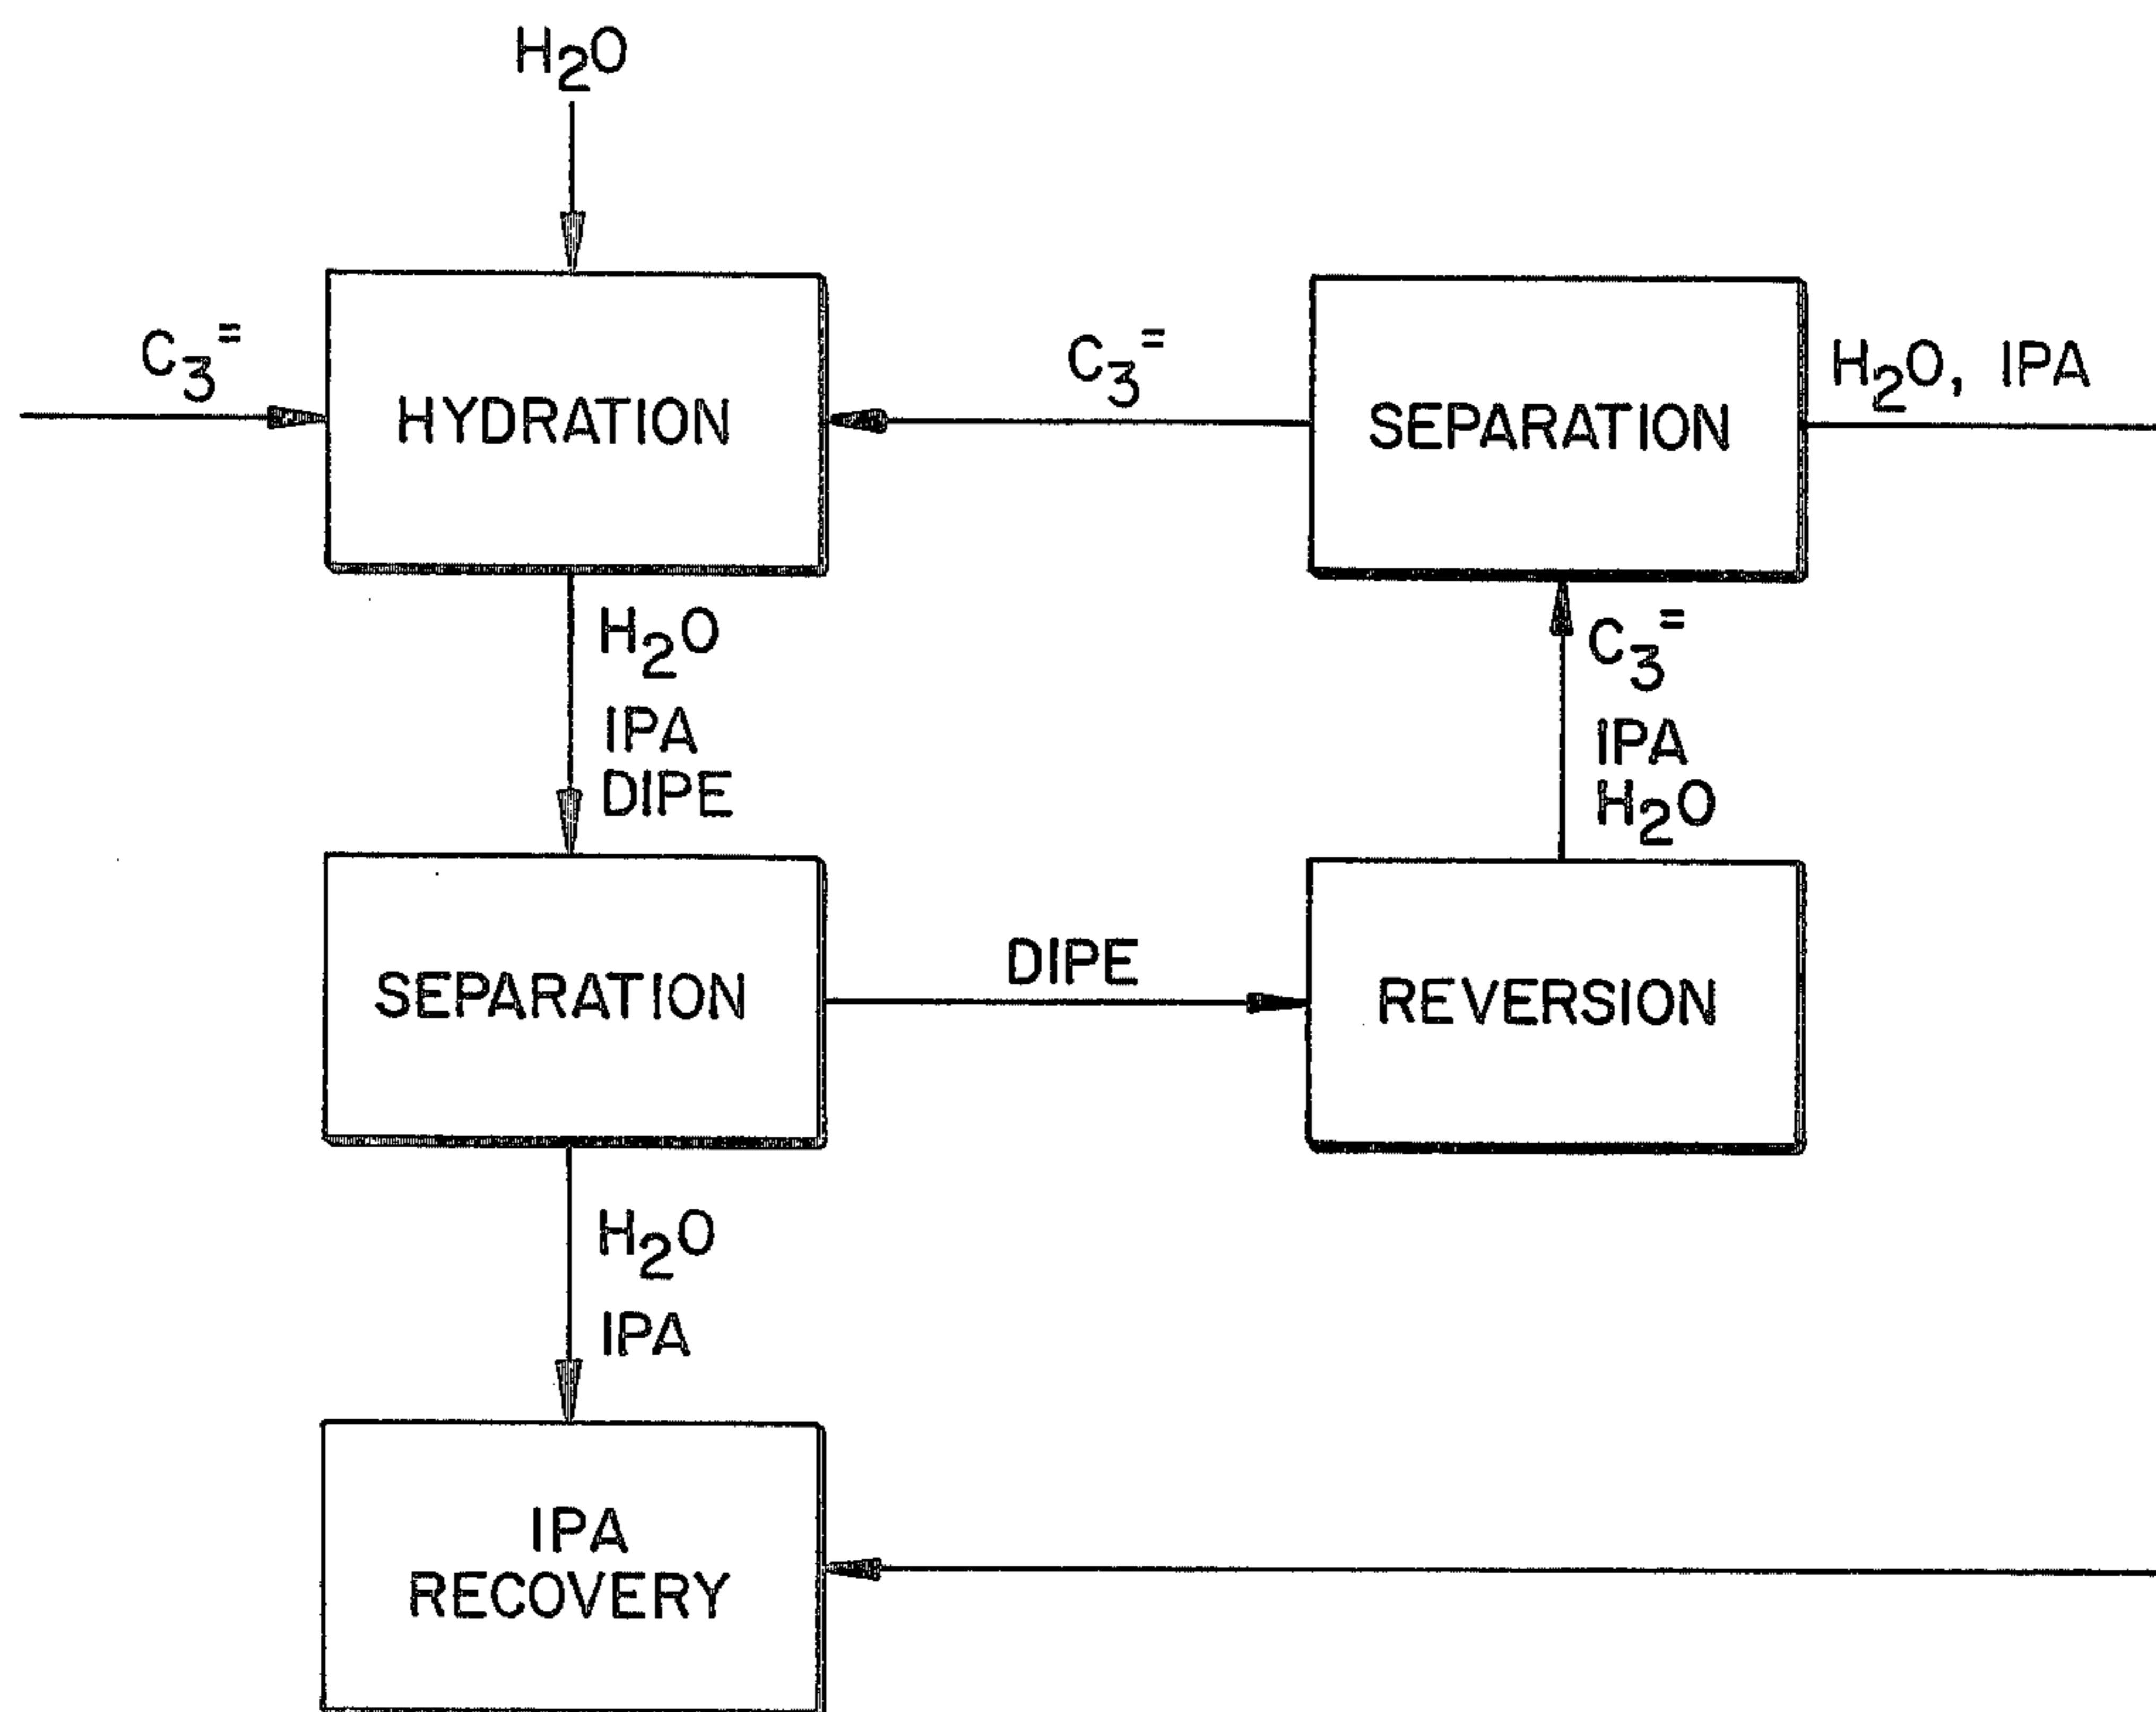 H₂O
C₃⁼
HYDRATION
C₃⁼
SEPARATION
H₂O, IPA
H₂O
IPA
DIPE
C₃⁼
IPA
H₂O
SEPARATION
DIPE
REVERSION
H₂O
IPA
IPA
RECOVERY